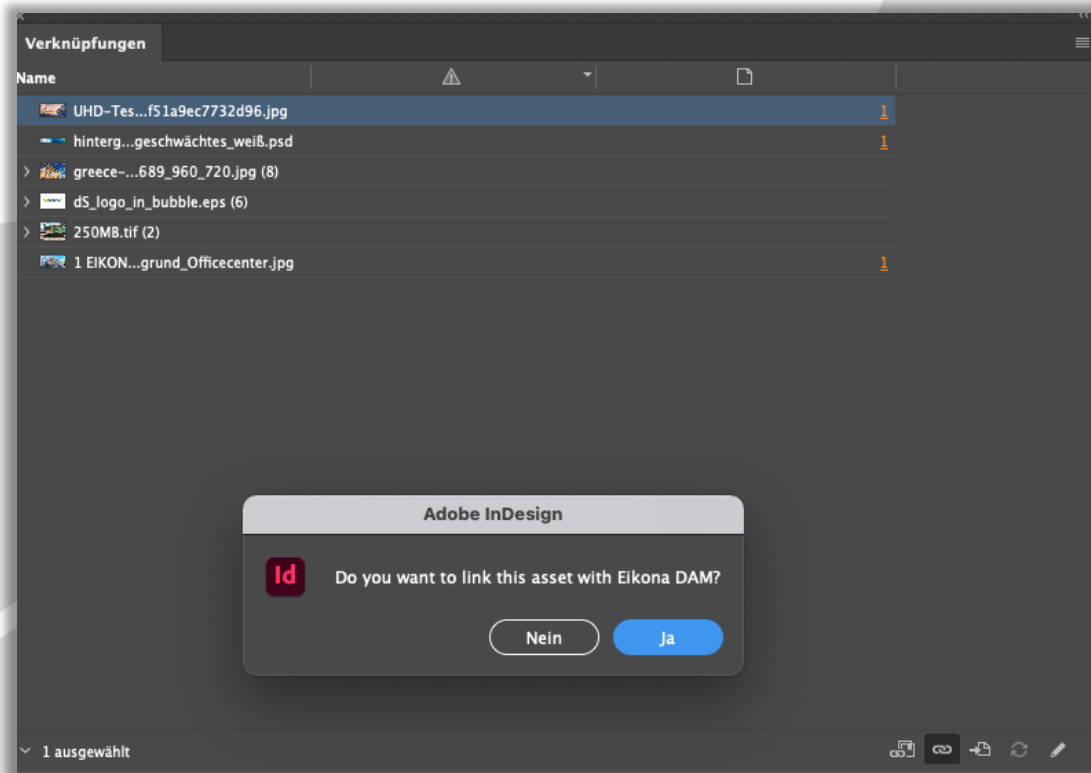 Verknüpfungen
Name
UHD-Tes...f51a9ec7732d96.jpg 1
hinterg...geschwächtes_weiß.psd 1
greece-...689_960_720.jpg (8)
dS_logo_in_bubble.eps (6)
250MB.tif (2)
1 EIKON...grund_Officecenter.jpg 1
Adobe InDesign
Id
Do you want to link this asset with Eikona DAM?
Nein Ja
1 ausgewählt